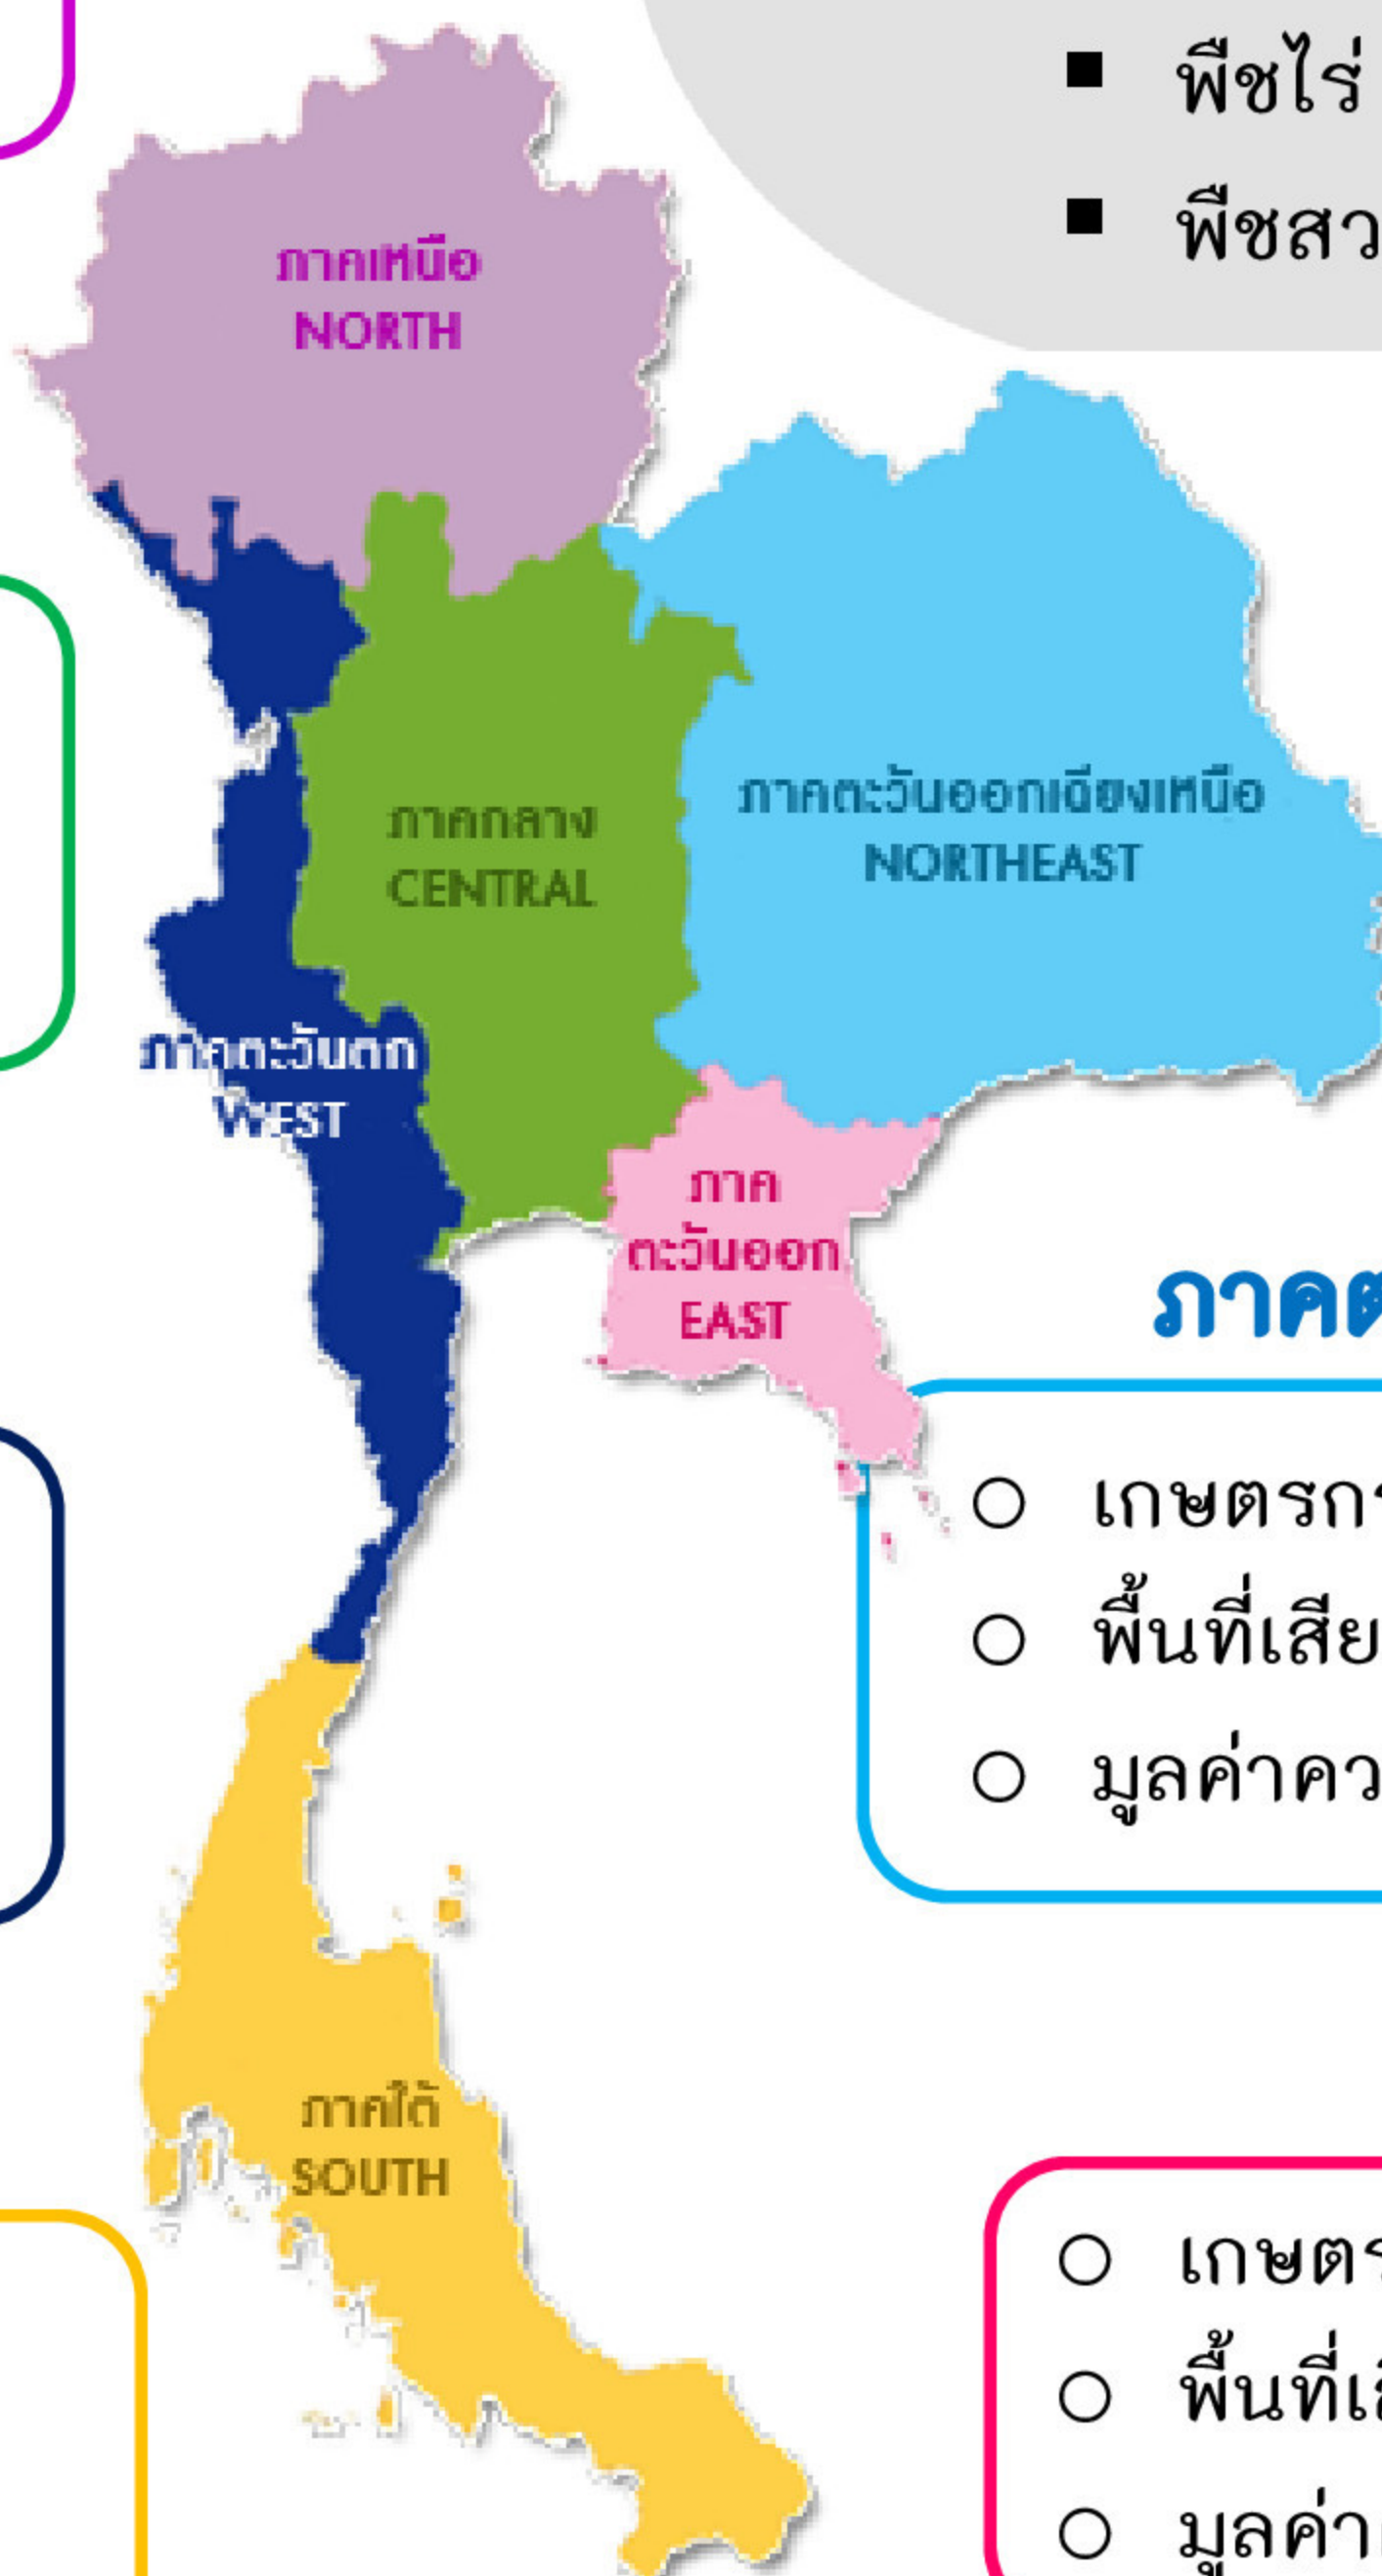 พืชไร่
พืชสว
ภาคเหนือ
NORTH
ภาคตะวันออกเฉียงเหนือ
NORTHEAST
ภาคกลาง
CENTRAL
ภาคตะวันตก
WEST
ภาค
ตะวันออก
EAST
ภาคต
เกษตรกร
พื้นที่เสีย
มูลค่าคว
ภาคใต้
SOUTH
เกษตร
พื้นที่เสี
มูลค่า